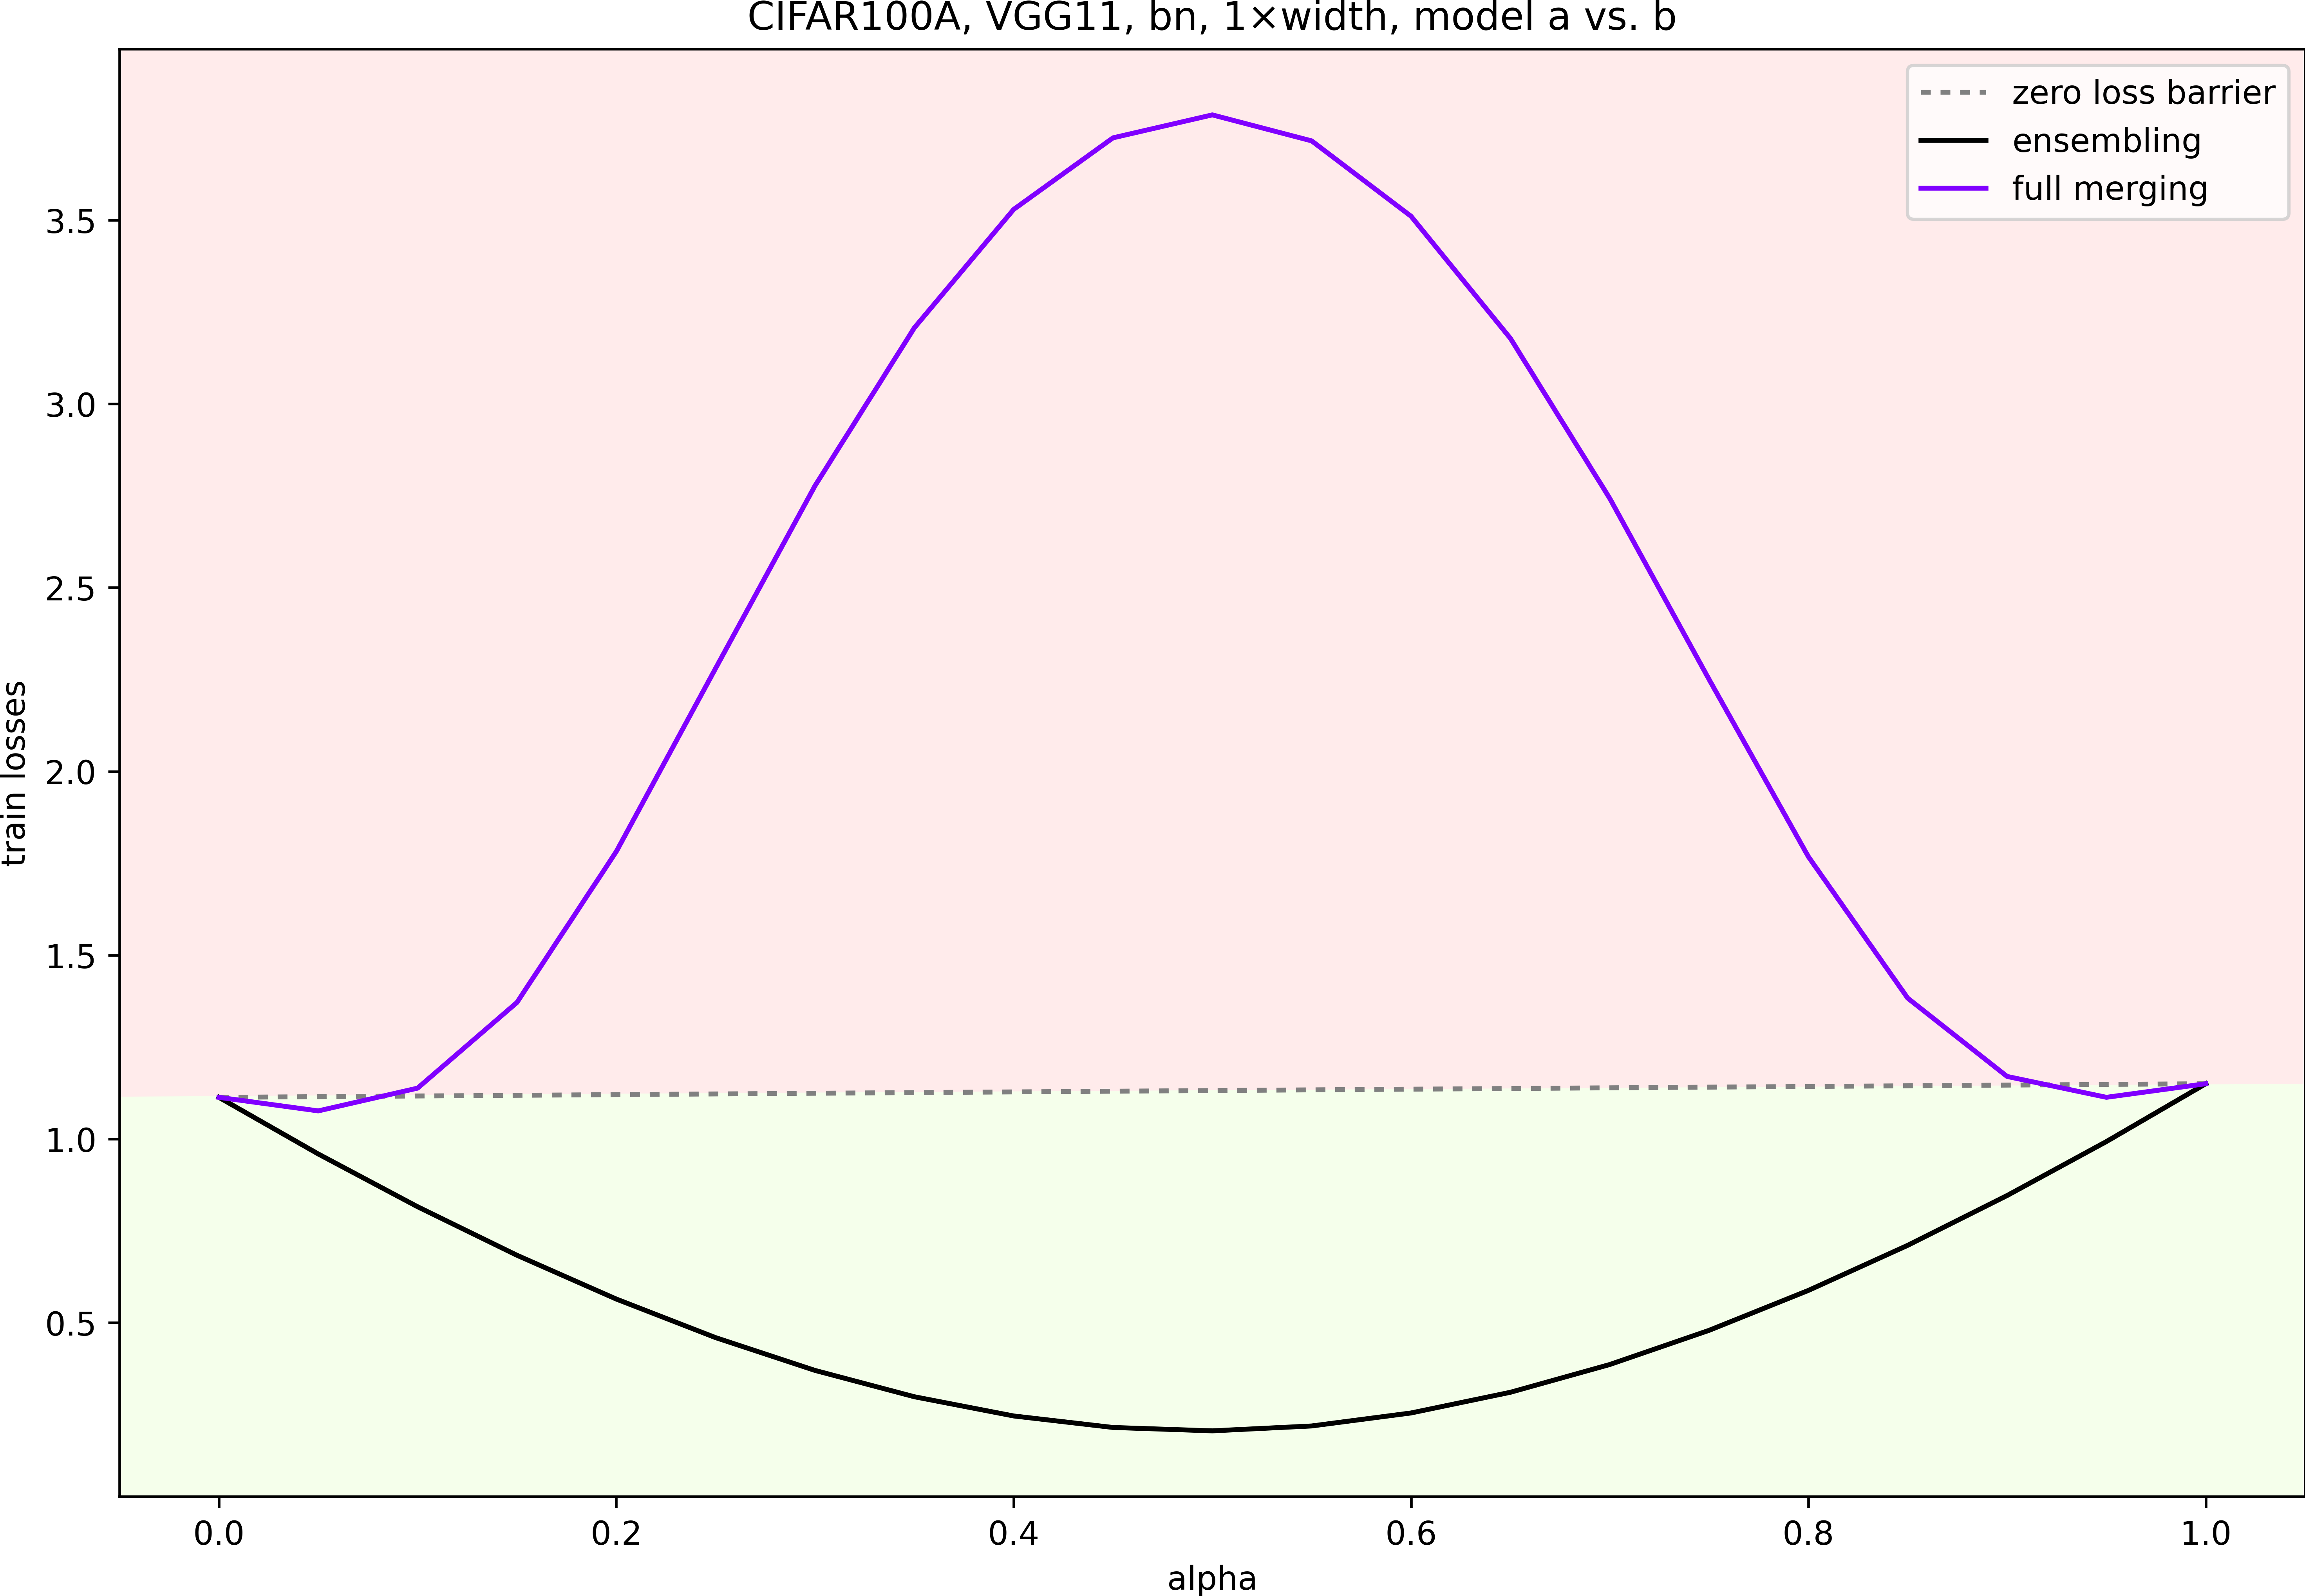 CIFAR100A, VGG11, bn, 1×width, model a vs. b
zero loss barrier
ensembling
full merging
train losses
3.5
3.0
2.5
2.0
1.5
1.0
0.5
0.0
0.2
0.4
0.6
0.8
1.0
alpha